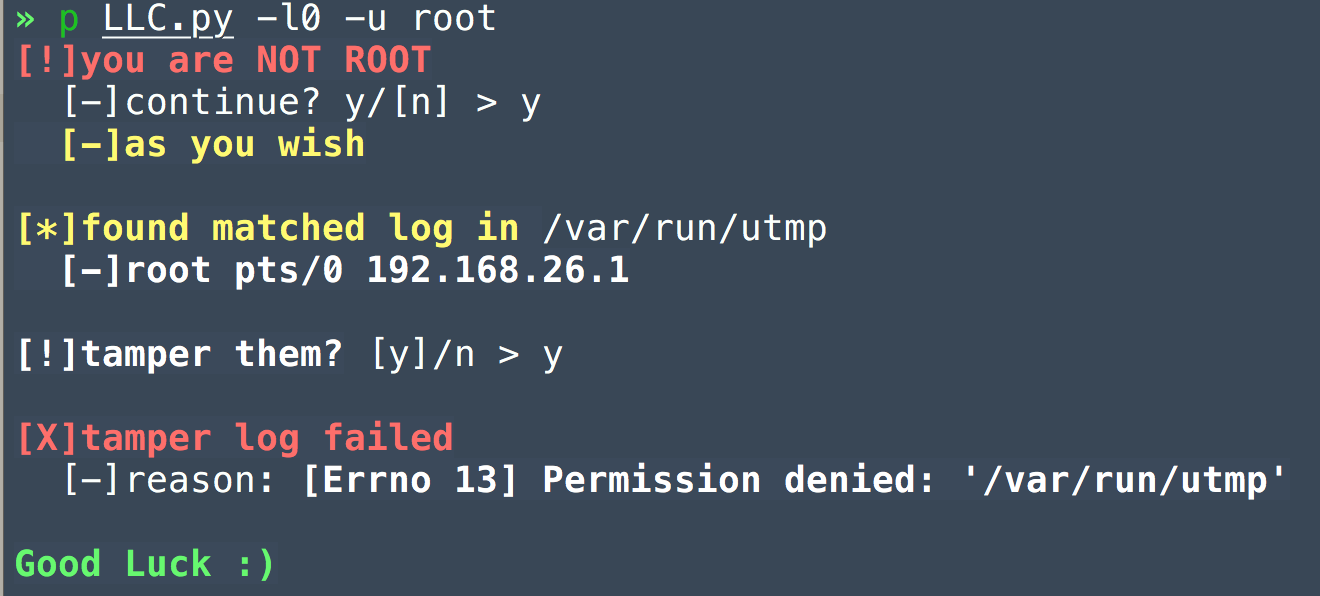 » p LLC.py -l0 -u root
[!]you are NOT ROOT
[-]continue? y/[n] > y
[-]as you wish
[*]found matched log in /var/run/utmp
[-]root pts/0 192.168.26.1
[!]tamper them? [y]/n > y
[X]tamper log failed
[-]reason: [Errno 13] Permission denied: '/var/run/utmp'
Good Luck :)